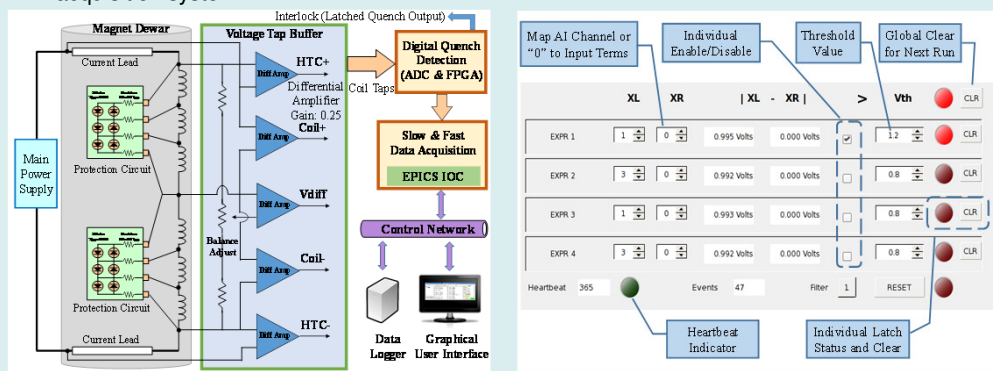 Interlock (Latched Quench Output)
Magnet Dewar
Voltage Tap Buffer
Current Lead
Diff Amp
HTC+
Differential
Amplifier
Gain: 0.25
Coil Taps
Digital Quench
Detection
(ADC & FPGA)
Protection Circuit
Diff Amp
Coil+
Slow & Fast
Data Acquisition
EPICS IOC
Main
Power
Supply
Diff Amp
Vdiff
Control Network
Balance
Adjust
Diff Amp
Coil-
Protection Circuit
Current Lead
Diff Amp
HTC-
Data
Logger
Graphical
User Interface
Map AI Channel or
“0” to Input Terms
Individual
Enable/Disable
Threshold
Value
Global Clear
for Next Run
XL XR | XL - XR | > Vth CLR
EXPR 1 1 0 0.995 Volts 0.000 Volts 1.2 CLR
EXPR 2 3 0 0.992 Volts 0.000 Volts 0.8 CLR
EXPR 3 1 0 0.993 Volts 0.000 Volts 0.8 CLR
EXPR 4 3 0 0.992 Volts 0.000 Volts 0.8 CLR
Heartbeat 365 Events 47 Filter 1 RESET
Heartbeat
Indicator
Individual Latch
Status and Clear